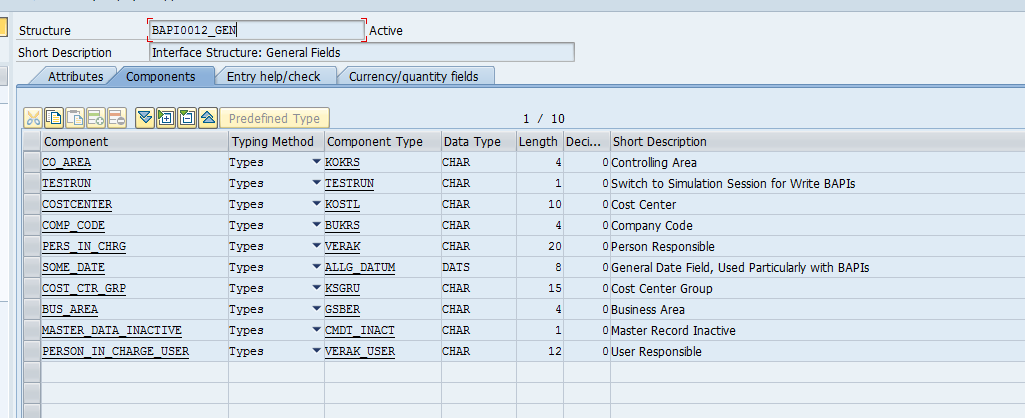 Structure BAPI0012_GEN Active
Short Description Interface Structure: General Fields
Attributes Components Entry help/check Currency/quantity fields
Predefined Type 1 / 10
Component Typing Method Component Type Data Type Length Deci... Short Description
CO_AREA Types KOKRS CHAR 4 0 Controlling Area
TESTRUN Types TESTRUN CHAR 1 0 Switch to Simulation Session for Write BAPIs
COSTCENTER Types KOSTL CHAR 10 0 Cost Center
COMP_CODE Types BUKRS CHAR 4 0 Company Code
PERS_IN_CHRG Types VERAK CHAR 20 0 Person Responsible
SOME_DATE Types ALLG_DATUM DATS 8 0 General Date Field, Used Particularly with BAPIs
COST_CTR_GRP Types KSGRU CHAR 15 0 Cost Center Group
BUS_AREA Types GSBER CHAR 4 0 Business Area
MASTER_DATA_INACTIVE Types CMDT_INACT CHAR 1 0 Master Record Inactive
PERSON_IN_CHARGE_USER Types VERAK_USER CHAR 12 0 User Responsible